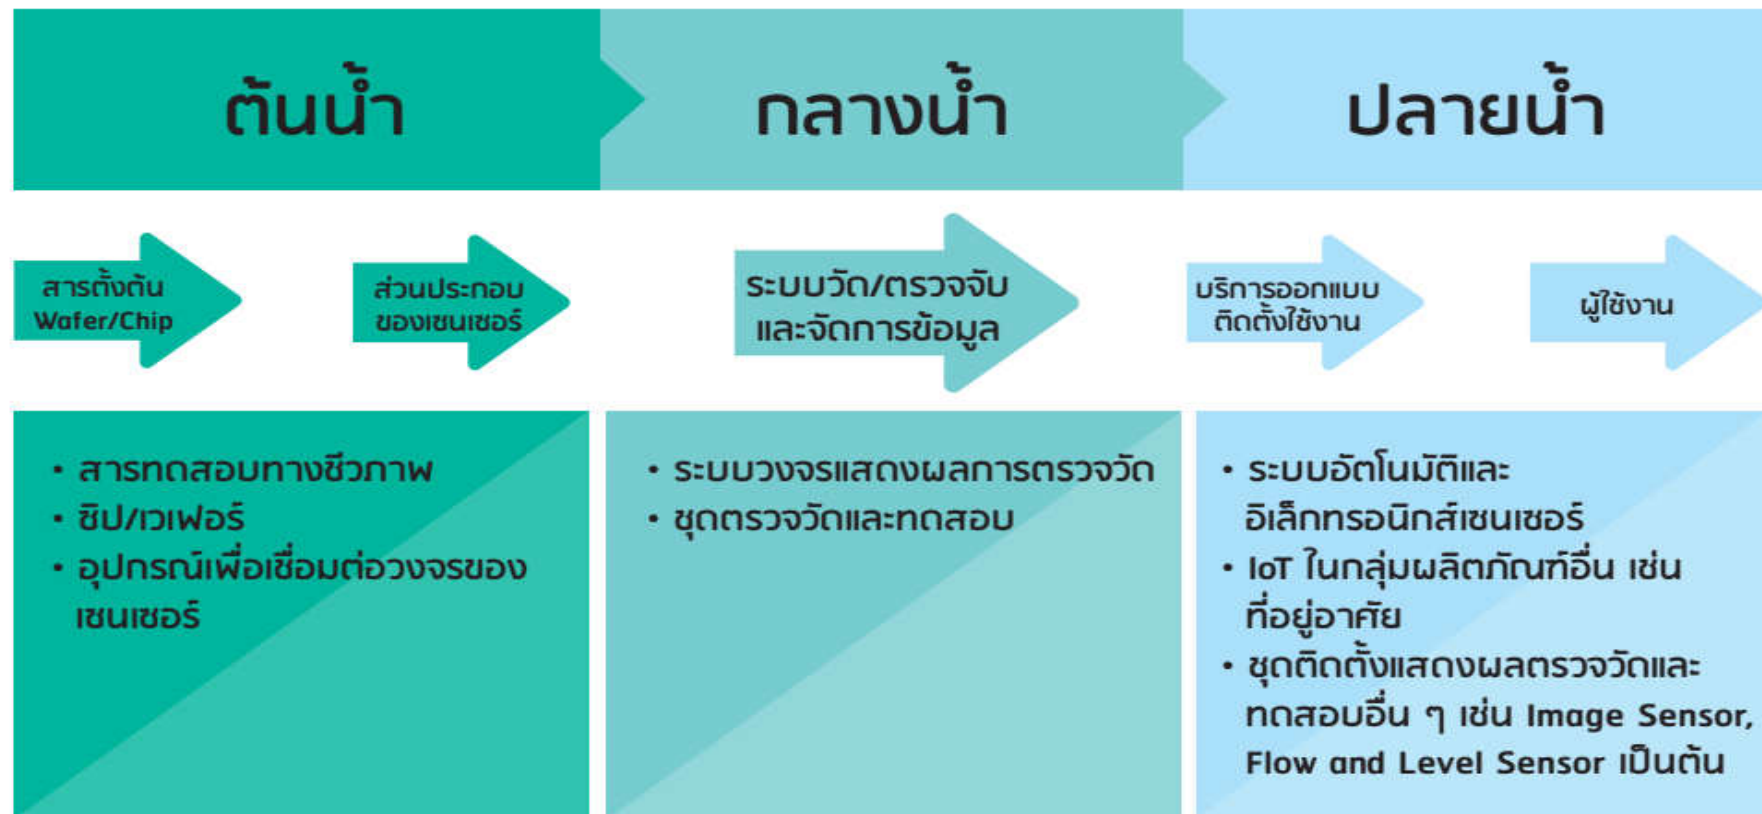 ต้นน้ำ
กลางน้ำ
ปลายน้ำ
สารตั้งต้น
Wafer/Chip
ส่วนประกอบ
ของเซนเซอร์
ระบบวัด/ตรวจจับ
และจัดการข้อมูล
บริการออกแบบ
ติดตั้งใช้งาน
ผู้ใช้งาน
• สารทดสอบทางชีวภาพ
• ชิป/เวเฟอร์
• อุปกรณ์เพื่อเชื่อมต่อวงจรของ
เซนเซอร์
• ระบบวงจรแสดงผลการตรวจวัด
• ชุดตรวจวัดและทดสอบ
• ระบบอัตโนมัติและ
อิเล็กทรอนิกส์เซนเซอร์
• IoT ในกลุ่มผลิตภัณฑ์อื่น เช่น
ที่อยู่อาศัย
• ชุดติดตั้งแสดงผลตรวจวัดและ
ทดสอบอื่น ๆ เช่น Image Sensor,
Flow and Level Sensor เป็นต้น